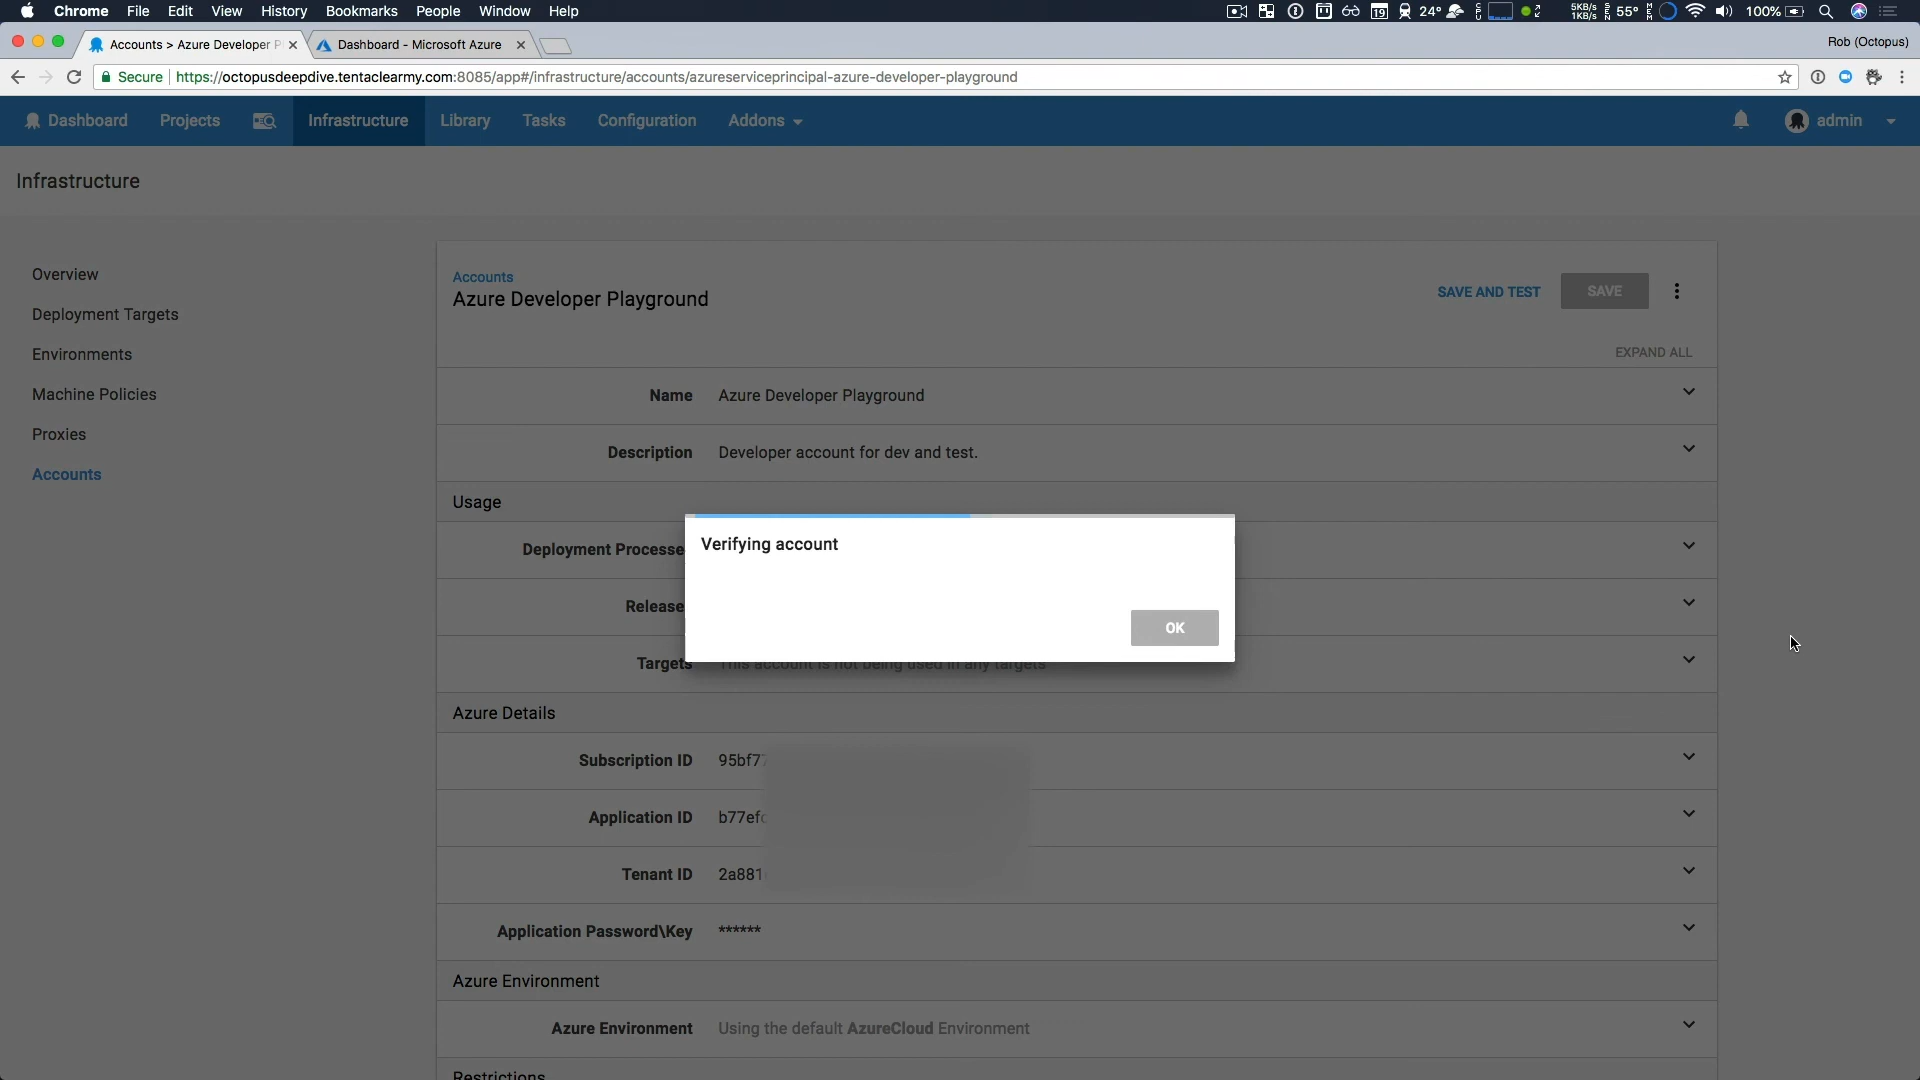 Chrome File Edit View History Bookmarks People Window Help 19 24° 5KB/s 1KB/s 55° 100%
Accounts > Azure Developer P Dashboard - Microsoft Azure Rob (Octopus)
Secure https://octopusdeepdive.tentaclearmy.com:8085/app#/infrastructure/accounts/azureserviceprincipal-azure-developer-playground
Dashboard Projects Infrastructure Library Tasks Configuration Addons admin
Infrastructure
Overview
Deployment Targets
Environments
Machine Policies
Proxies
Accounts
Accounts
Azure Developer Playground
SAVE AND TEST SAVE
EXPAND ALL
Name Azure Developer Playground
Description Developer account for dev and test.
Usage
Deployment Processe
Release
Targets This account is not being used in any targets
Verifying account
OK
Azure Details
Subscription ID 95bf77
Application ID b77efc
Tenant ID 2a881
Application Password\Key ******
Azure Environment
Azure Environment Using the default AzureCloud Environment
Restrictions